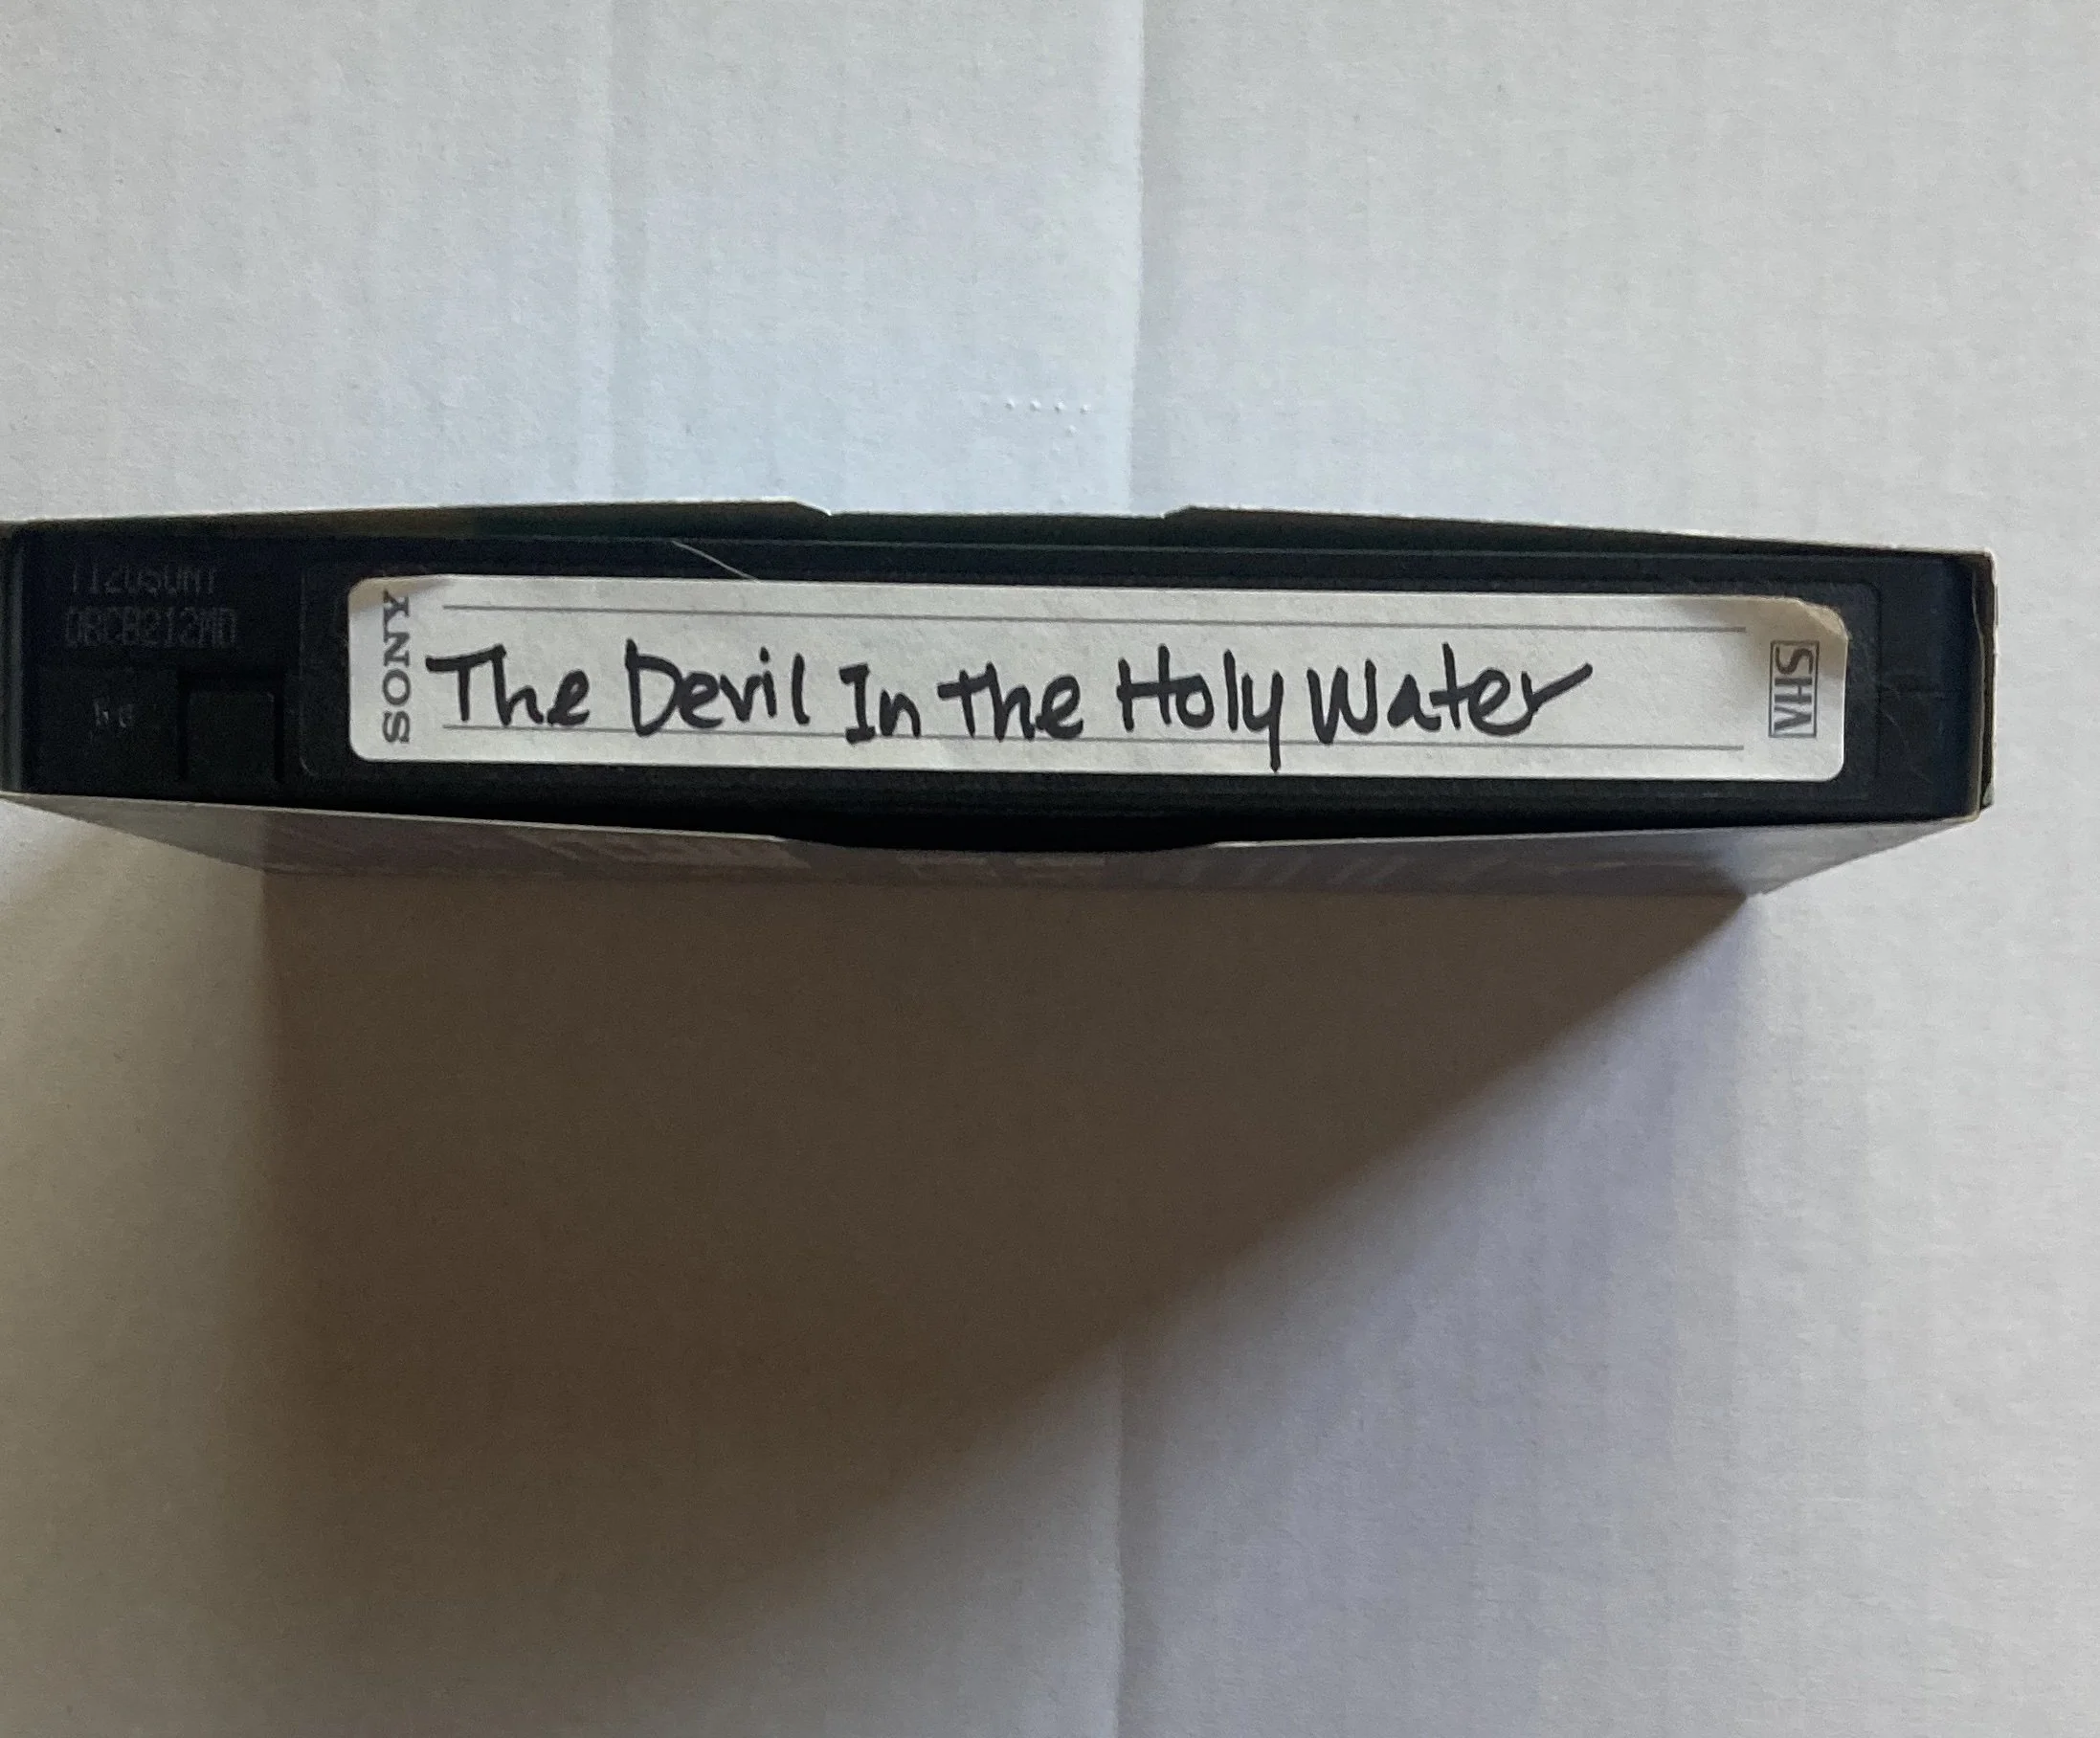 SONY
The Devil In the Holy Water
VHS